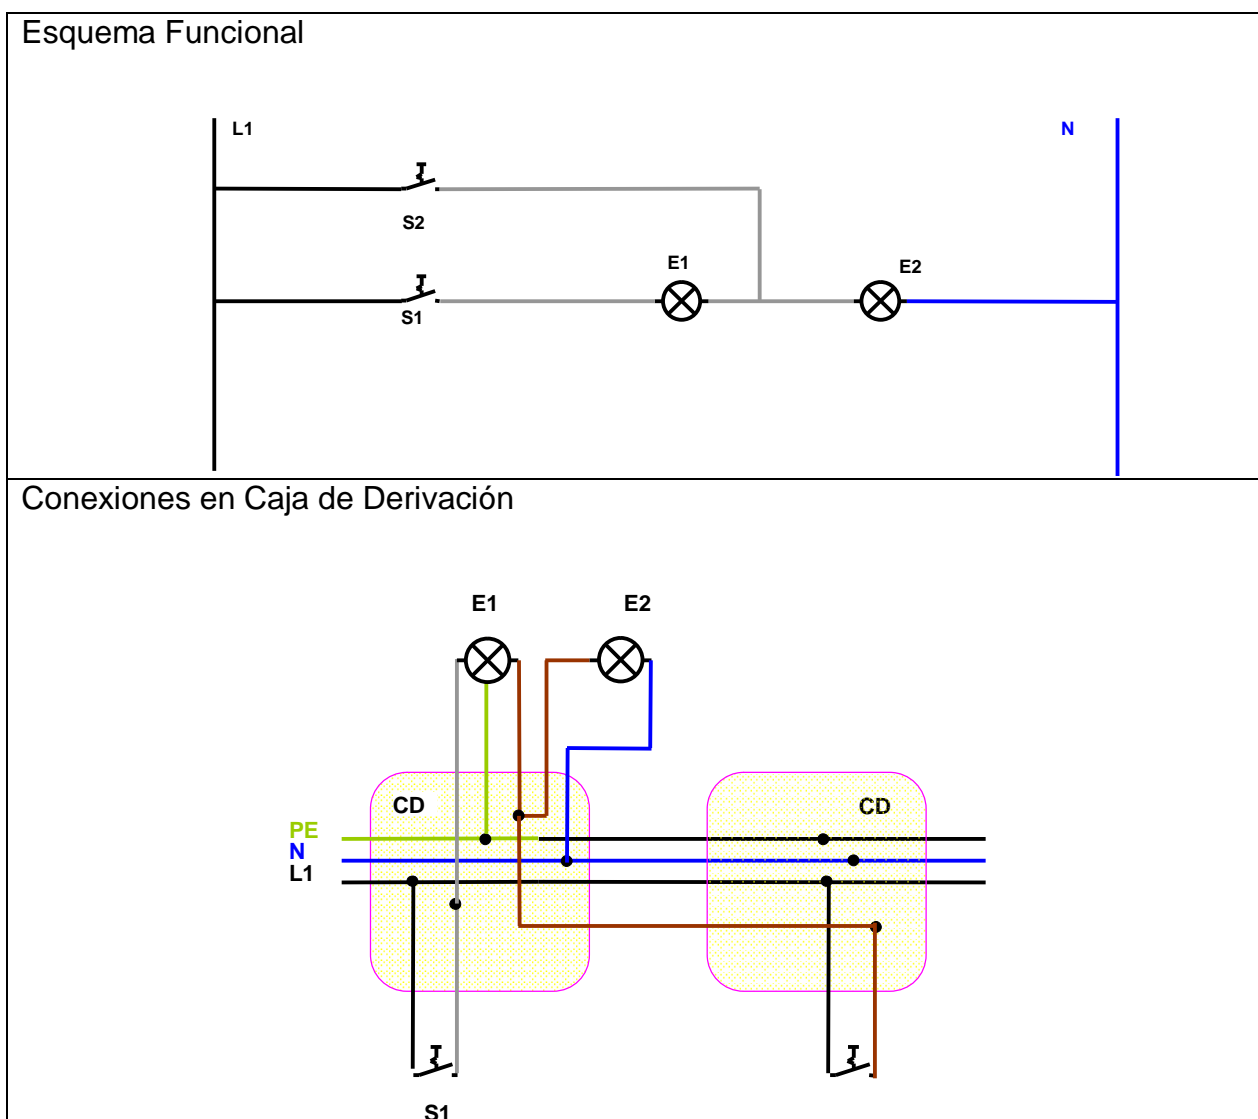 Esquema Funcional
L1
N
S2
E1
E2
S1
Conexiones en Caja de Derivación
E1
E2
CD
CD
PE
N
L1
S1